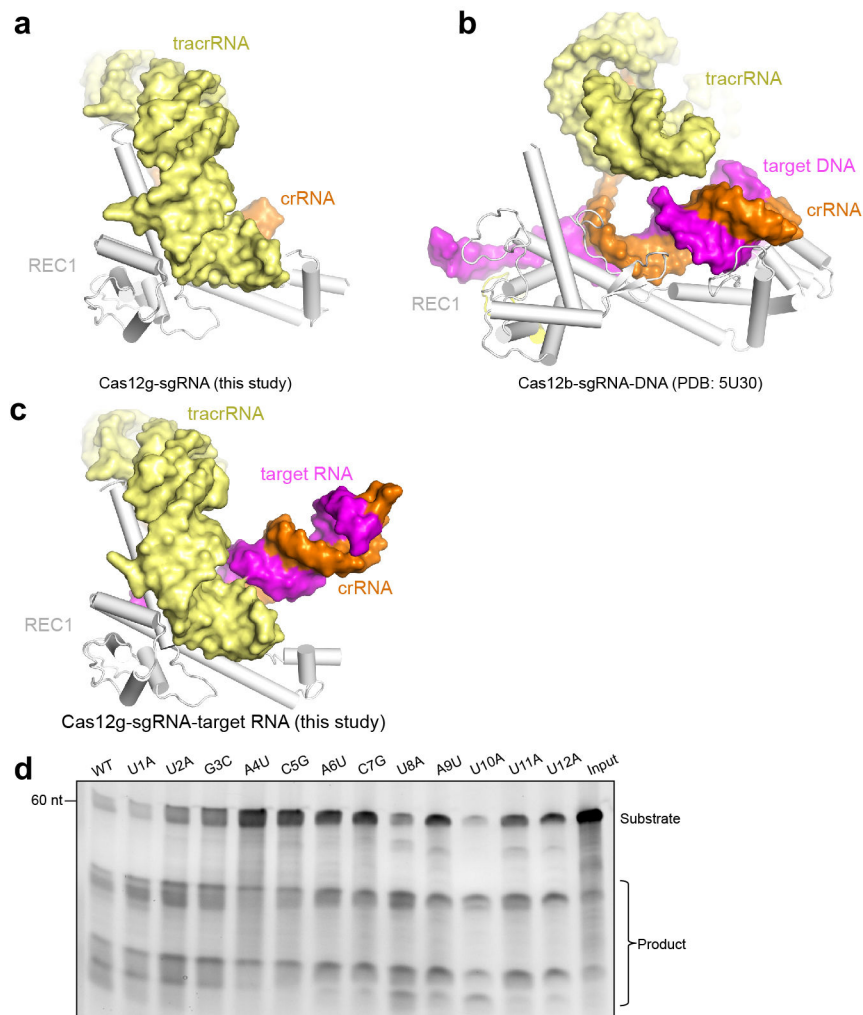 a
tracrRNA
crRNA
REC1
Cas12g-sgRNA (this study)
b
tracrRNA
target DNA
crRNA
REC1
Cas12b-sgRNA-DNA (PDB: 5U30)
c
tracrRNA
target RNA
crRNA
REC1
Cas12g-sgRNA-target RNA (this study)
d
WT U1A U2A G3C A4U C5G A6U C7G U8A A9U U10A U11A U12A Input
60 nt
Substrate
Product